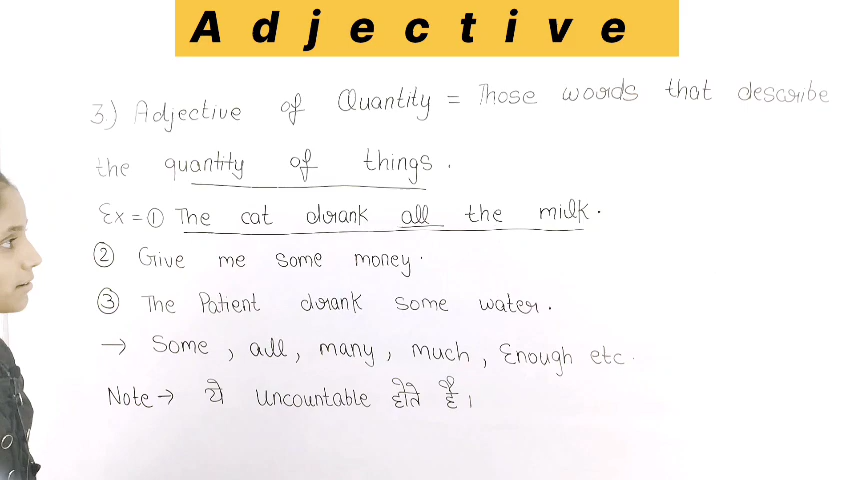 Adjective
3.) Adjective of Quantity = Those words that describe
the quantity of things.
Ex = ① The cat drank all the milk.
② Give me some money.
③ The Patient drank some water.
→ Some, all, many, much, Enough etc.
Note → ये Uncountable होते है।